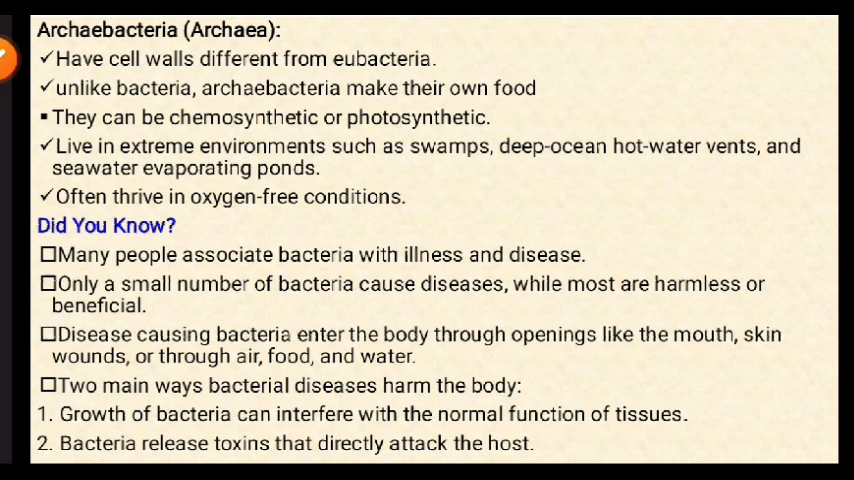 Archaebacteria (Archaea):
✓Have cell walls different from eubacteria.
✓unlike bacteria, archaebacteria make their own food
▪They can be chemosynthetic or photosynthetic.
✓Live in extreme environments such as swamps, deep-ocean hot-water vents, and
seawater evaporating ponds.
✓Often thrive in oxygen-free conditions.
Did You Know?
☐Many people associate bacteria with illness and disease.
☐Only a small number of bacteria cause diseases, while most are harmless or
beneficial.
☐Disease causing bacteria enter the body through openings like the mouth, skin
wounds, or through air, food, and water.
☐Two main ways bacterial diseases harm the body:
1. Growth of bacteria can interfere with the normal function of tissues.
2. Bacteria release toxins that directly attack the host.